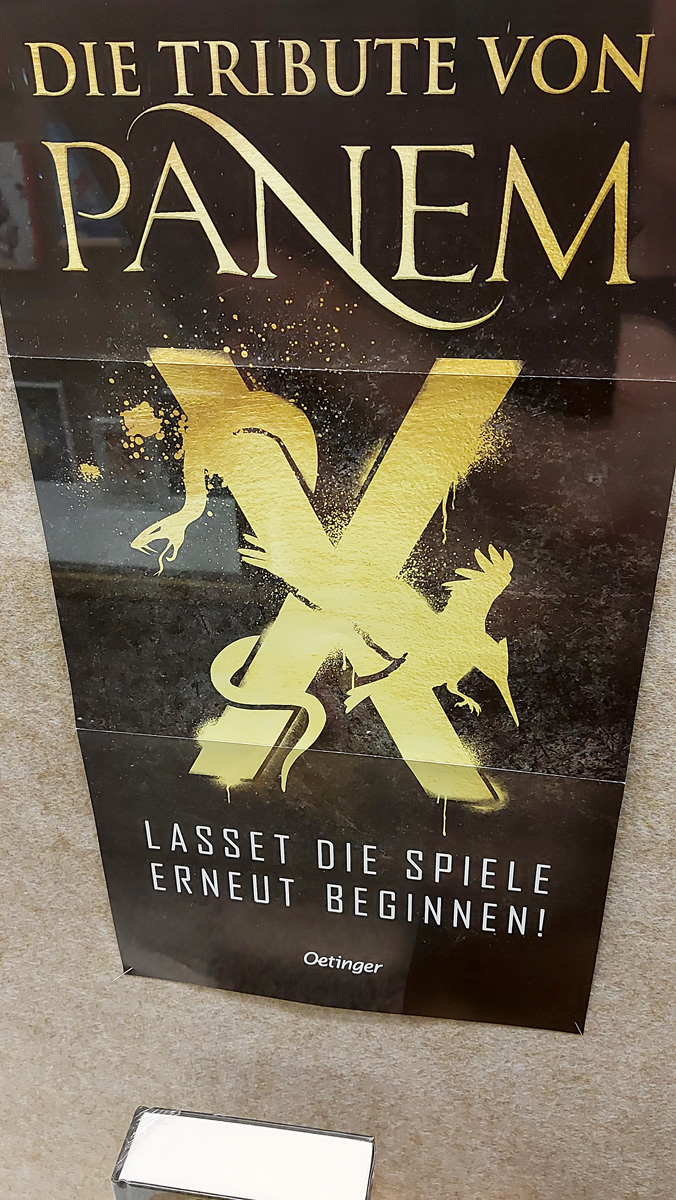 DIE TRIBUTE VON
PANEM
X
LASSET DIE SPIELE
ERNEUT BEGINNEN!
Oetinger